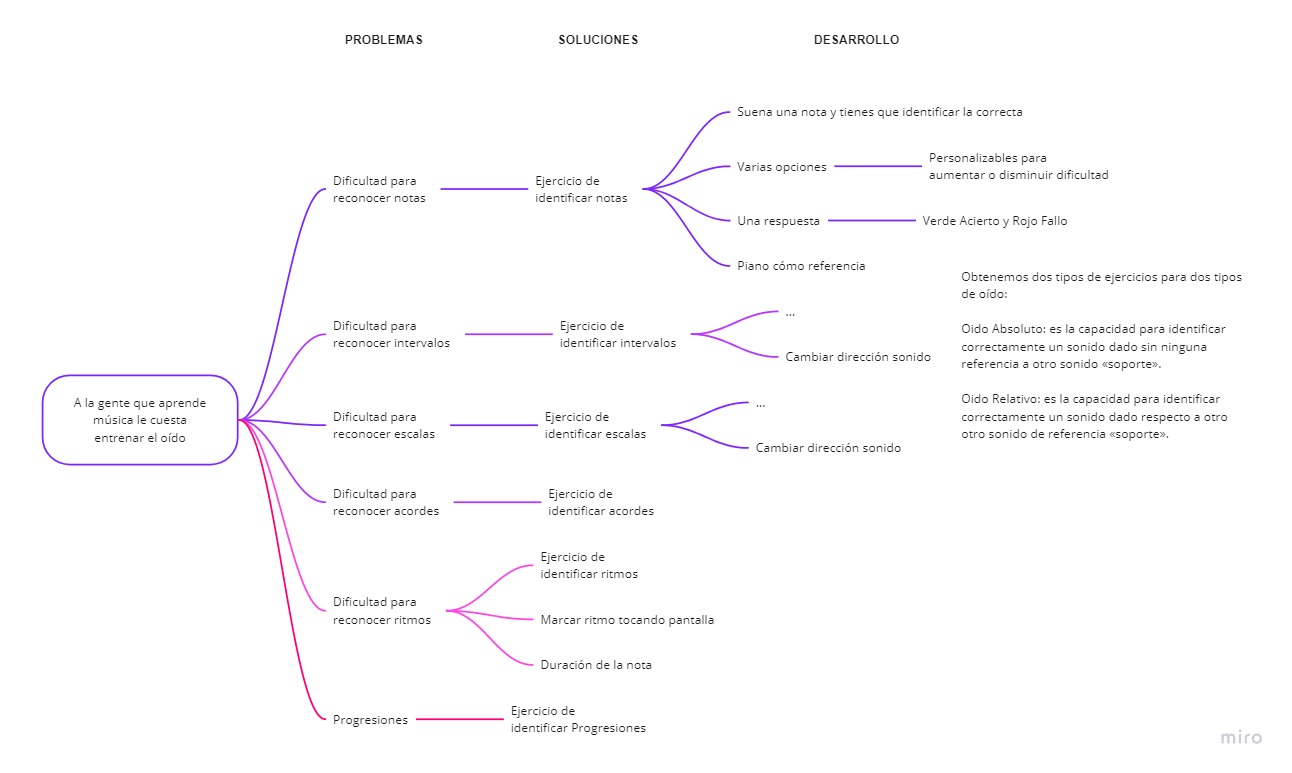 PROBLEMAS
SOLUCIONES
DESARROLLO
A la gente que aprende
música le cuesta
entrenar el oído
Dificultad para
reconocer notas
Ejercicio de
identificar notas
Suena una nota y tienes que identificar la correcta
Varias opciones
Personalizables para
aumentar o disminuir dificultad
Una respuesta
Verde Acierto y Rojo Fallo
Piano cómo referencia
Dificultad para
reconocer intervalos
Ejercicio de
identificar intervalos
...
Cambiar dirección sonido
Dificultad para
reconocer escalas
Ejercicio de
identificar escalas
...
Cambiar dirección sonido
Dificultad para
reconocer acordes
Ejercicio de
identificar acordes
Dificultad para
reconocer ritmos
Ejercicio de
identificar ritmos
Marcar ritmo tocando pantalla
Duración de la nota
Progresiones
Ejercicio de
identificar Progresiones
Obtenemos dos tipos de ejercicios para dos tipos
de oído:
Oido Absoluto: es la capacidad para identificar
correctamente un sonido dado sin ninguna
referencia a otro sonido «soporte».
Oido Relativo: es la capacidad para identificar
correctamente un sonido dado respecto a otro
otro sonido de referencia «soporte».
miro